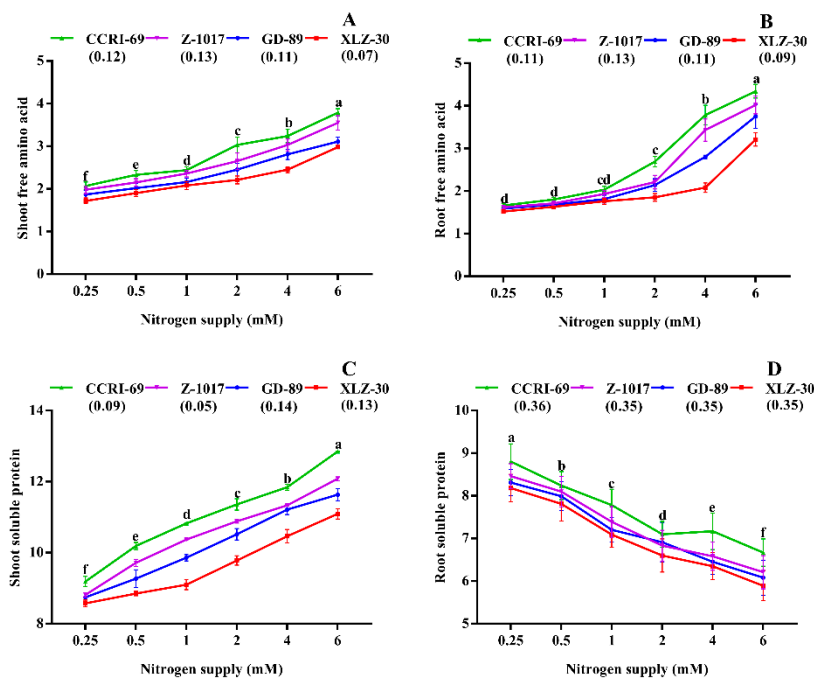 A
CCRI-69 Z-1017 GD-89 XLZ-30
(0.12) (0.13) (0.11) (0.07)
Shoot free amino acid
5
4
3
2
1
0
f e d c b a
0.25 0.5 1 2 4 6
Nitrogen supply (mM)
B
CCRI-69 Z-1017 GD-89 XLZ-30
(0.11) (0.13) (0.11) (0.09)
Root free amino acid
5
4
3
2
1
0
d d cd c b a
0.25 0.5 1 2 4 6
Nitrogen supply (mM)
C
CCRI-69 Z-1017 GD-89 XLZ-30
(0.09) (0.05) (0.14) (0.13)
Shoot soluble protein
14
12
10
8
f e d c b a
0.25 0.5 1 2 4 6
Nitrogen supply (mM)
D
CCRI-69 Z-1017 GD-89 XLZ-30
(0.36) (0.35) (0.35) (0.35)
Root soluble protein
10
9
8
7
6
5
a b c d e f
0.25 0.5 1 2 4 6
Nitrogen supply (mM)